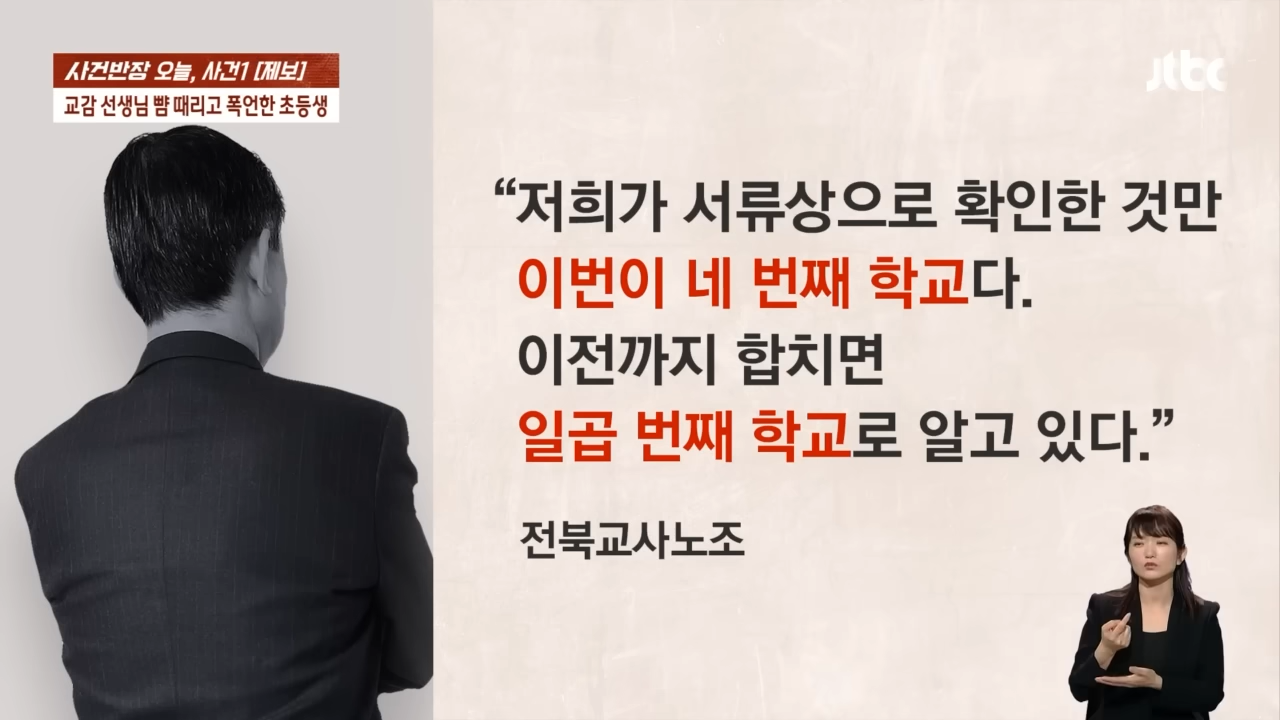 사건반장 오늘, 사건1 [제보]
교감 선생님 뺨 때리고 폭언한 초등생
jtbc
“저희가 서류상으로 확인한 것만
이번이 네 번째 학교다.
이전까지 합치면
일곱 번째 학교로 알고 있다.”
전북교사노조